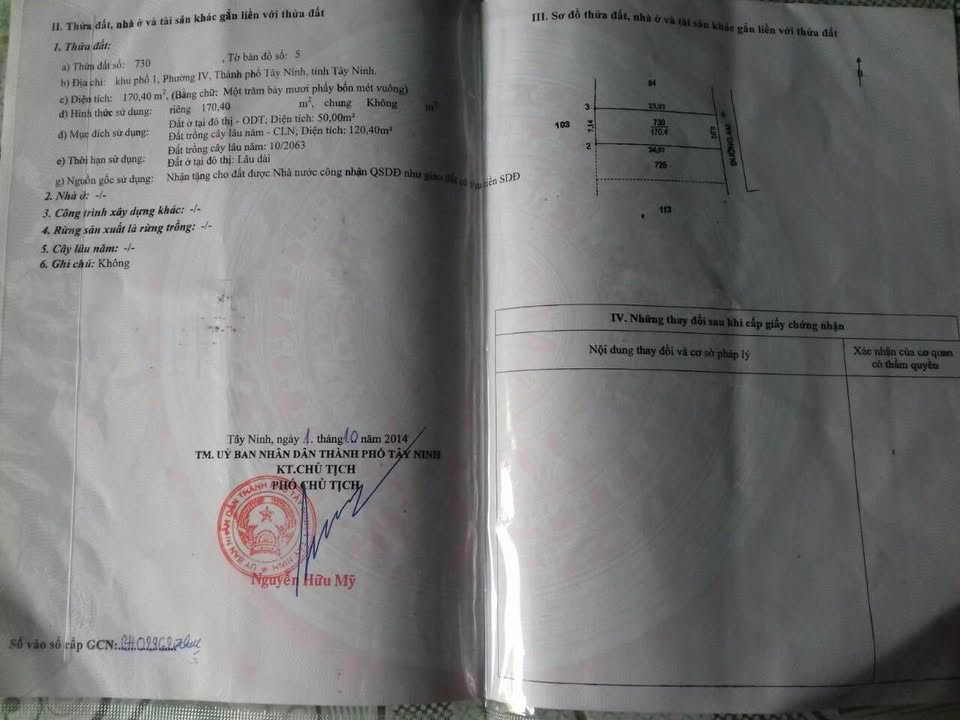 II. Thửa đất, nhà ở và tài sản khác gắn liền với thửa đất
1. Thửa đất:
a) Thửa đất số: 730 , Tờ bản đồ số: 5
b) Địa chỉ: khu phố 1, Phường IV, Thành phố Tây Ninh, tỉnh Tây Ninh.
c) Diện tích: 170,40 m², (Bằng chữ: Một trăm bảy mươi phẩy bốn mét vuông)
d) Hình thức sử dụng: riêng 170,40 m², chung Không m²
đ) Mục đích sử dụng: Đất ở tại đô thị - ODT; Diện tích: 50,00m²
Đất trồng cây lâu năm - CLN; Diện tích: 120,40m²
Đất trồng cây lâu năm: 10/2063
e) Thời hạn sử dụng: Đất ở tại đô thị: Lâu dài
g) Nguồn gốc sử dụng: Nhận tặng cho đất được Nhà nước công nhận QSDĐ như giao đất có thu tiền SDĐ
2. Nhà ở: -/-
3. Công trình xây dựng khác: -/-
4. Rừng sản xuất là rừng trồng: -/-
5. Cây lâu năm: -/-
6. Ghi chú: Không
Tây Ninh, ngày 1 tháng 10 năm 2014
TM. UỶ BAN NHÂN DÂN THÀNH PHỐ TÂY NINH
KT.CHỦ TỊCH
PHÓ CHỦ TỊCH
Nguyễn Hữu Mỹ
Số vào sổ cấp GCN:
III. Sơ đồ thửa đất, nhà ở và tài sản khác gắn liền với thửa đất
B
64
3
23,93
103
7,14
730
170,4
2
24,07
726
113
IV. Những thay đổi sau khi cấp giấy chứng nhận
Nội dung thay đổi và cơ sở pháp lý
Xác nhận của cơ quan
có thẩm quyền